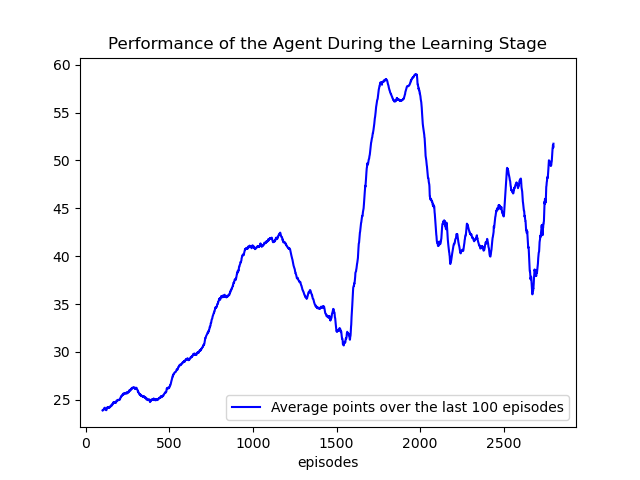 Performance of the Agent During the Learning Stage
60
55
50
45
40
35
30
25
Average points over the last 100 episodes
0 500 1000 1500 2000 2500
episodes